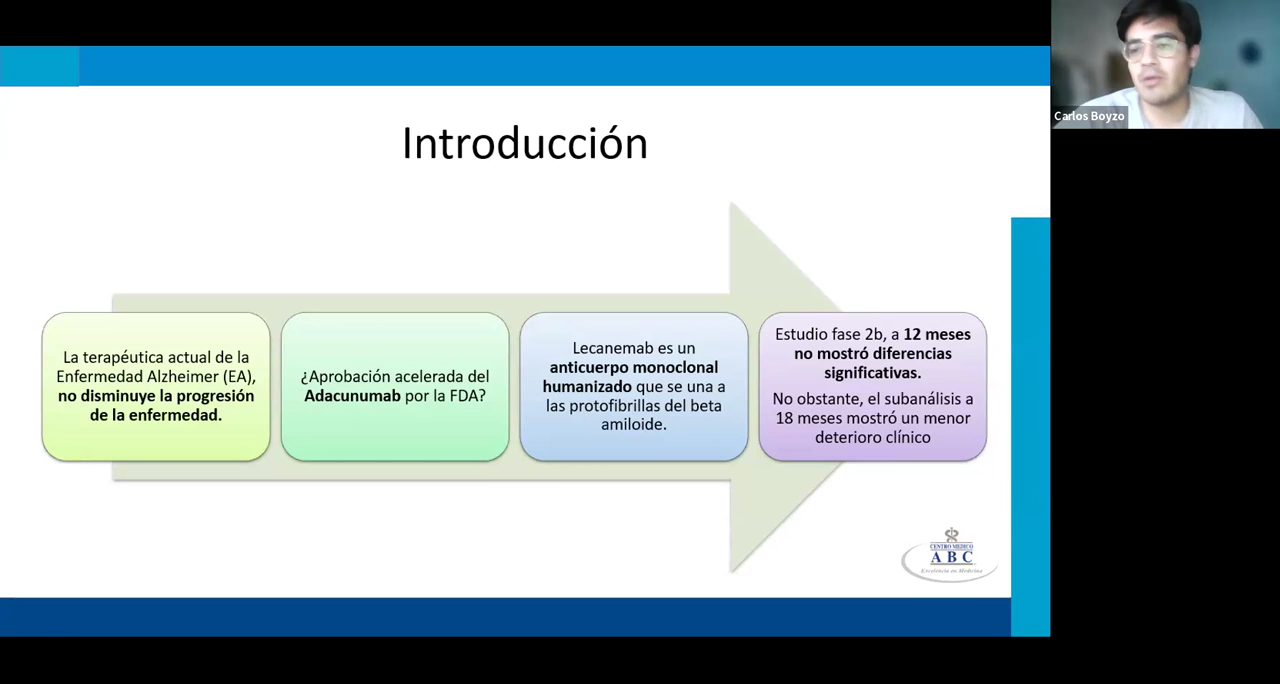 Introducción
La terapéutica actual de la
Enfermedad Alzheimer (EA),
no disminuye la progresión
de la enfermedad.
¿Aprobación acelerada del
Adacunumab por la FDA?
Lecanemab es un
anticuerpo monoclonal
humanizado que se una a
las protofibrillas del beta
amiloide.
Estudio fase 2b, a 12 meses
no mostró diferencias
significativas.
No obstante, el subanálisis a
18 meses mostró un menor
deterioro clínico
CENTRO MEDICO
ABC
Excelencia en Medicina
Carlos Boyzo